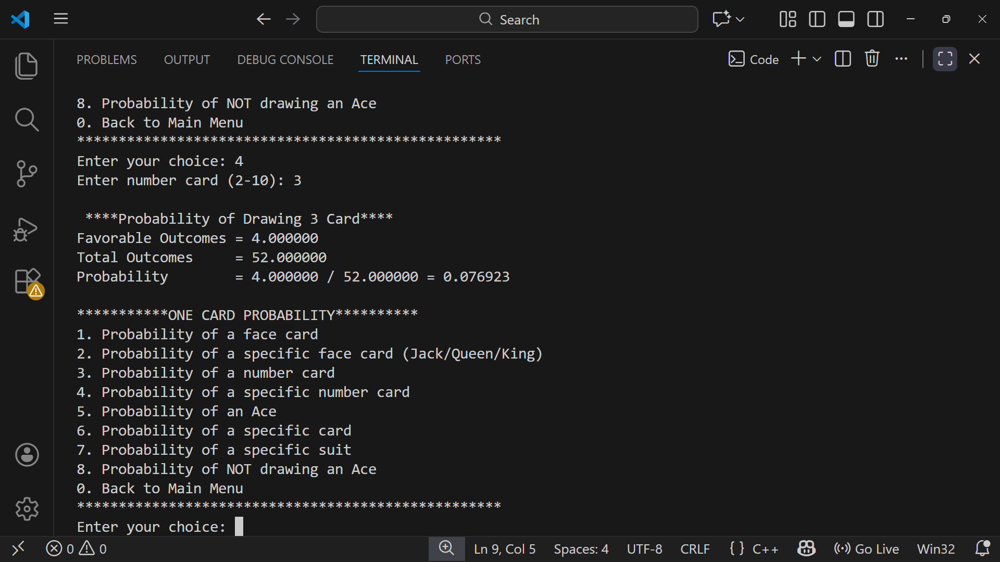 Search
PROBLEMS OUTPUT DEBUG CONSOLE TERMINAL PORTS Code
8. Probability of NOT drawing an Ace
0. Back to Main Menu
***************************************************
Enter your choice: 4
Enter number card (2-10): 3
****Probability of Drawing 3 Card****
Favorable Outcomes = 4.000000
Total Outcomes     = 52.000000
Probability        = 4.000000 / 52.000000 = 0.076923
***********ONE CARD PROBABILITY**********
1. Probability of a face card
2. Probability of a specific face card (Jack/Queen/King)
3. Probability of a number card
4. Probability of a specific number card
5. Probability of an Ace
6. Probability of a specific card
7. Probability of a specific suit
8. Probability of NOT drawing an Ace
0. Back to Main Menu
***************************************************
Enter your choice:
0 0 Ln 9, Col 5 Spaces: 4 UTF-8 CRLF { } C++ Go Live Win32